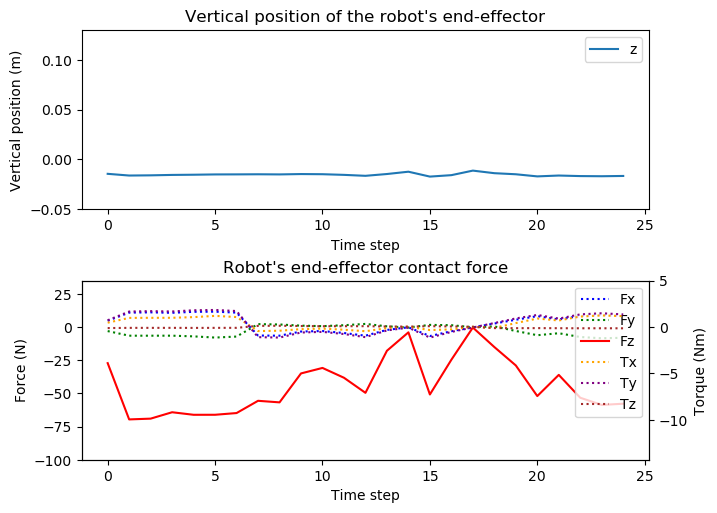 Vertical position of the robot's end-effector
z
0.10
0.05
0.00
−0.05
Vertical position (m)
0 5 10 15 20 25
Time step
Robot's end-effector contact force
25
0
−25
−50
−75
−100
Force (N)
Fx
Fy
Fz
Tx
Ty
Tz
5
0
−5
−10
Torque (Nm)
0 5 10 15 20 25
Time step